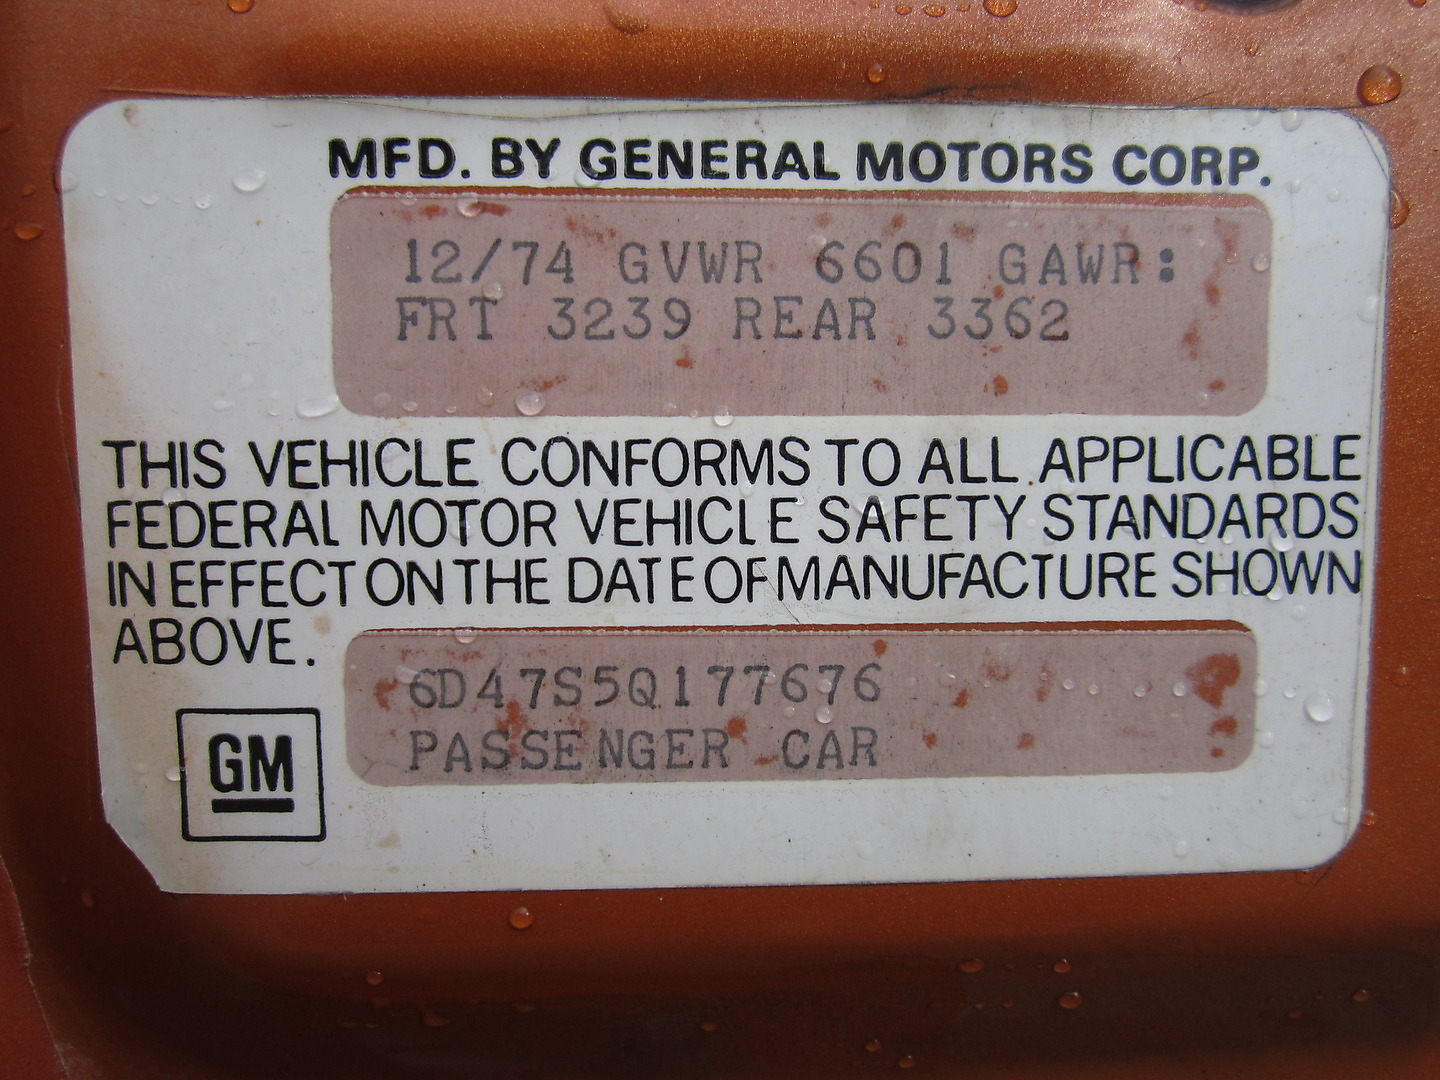 MFD. BY GENERAL MOTORS CORP.
12/74 GVWR 6601 GAWR:
FRT 3239 REAR 3362
THIS VEHICLE CONFORMS TO ALL APPLICABLE
FEDERAL MOTOR VEHICLE SAFETY STANDARDS
IN EFFECT ON THE DATE OF MANUFACTURE SHOWN
ABOVE.
6D47S5Q177676
PASSENGER CAR
GM